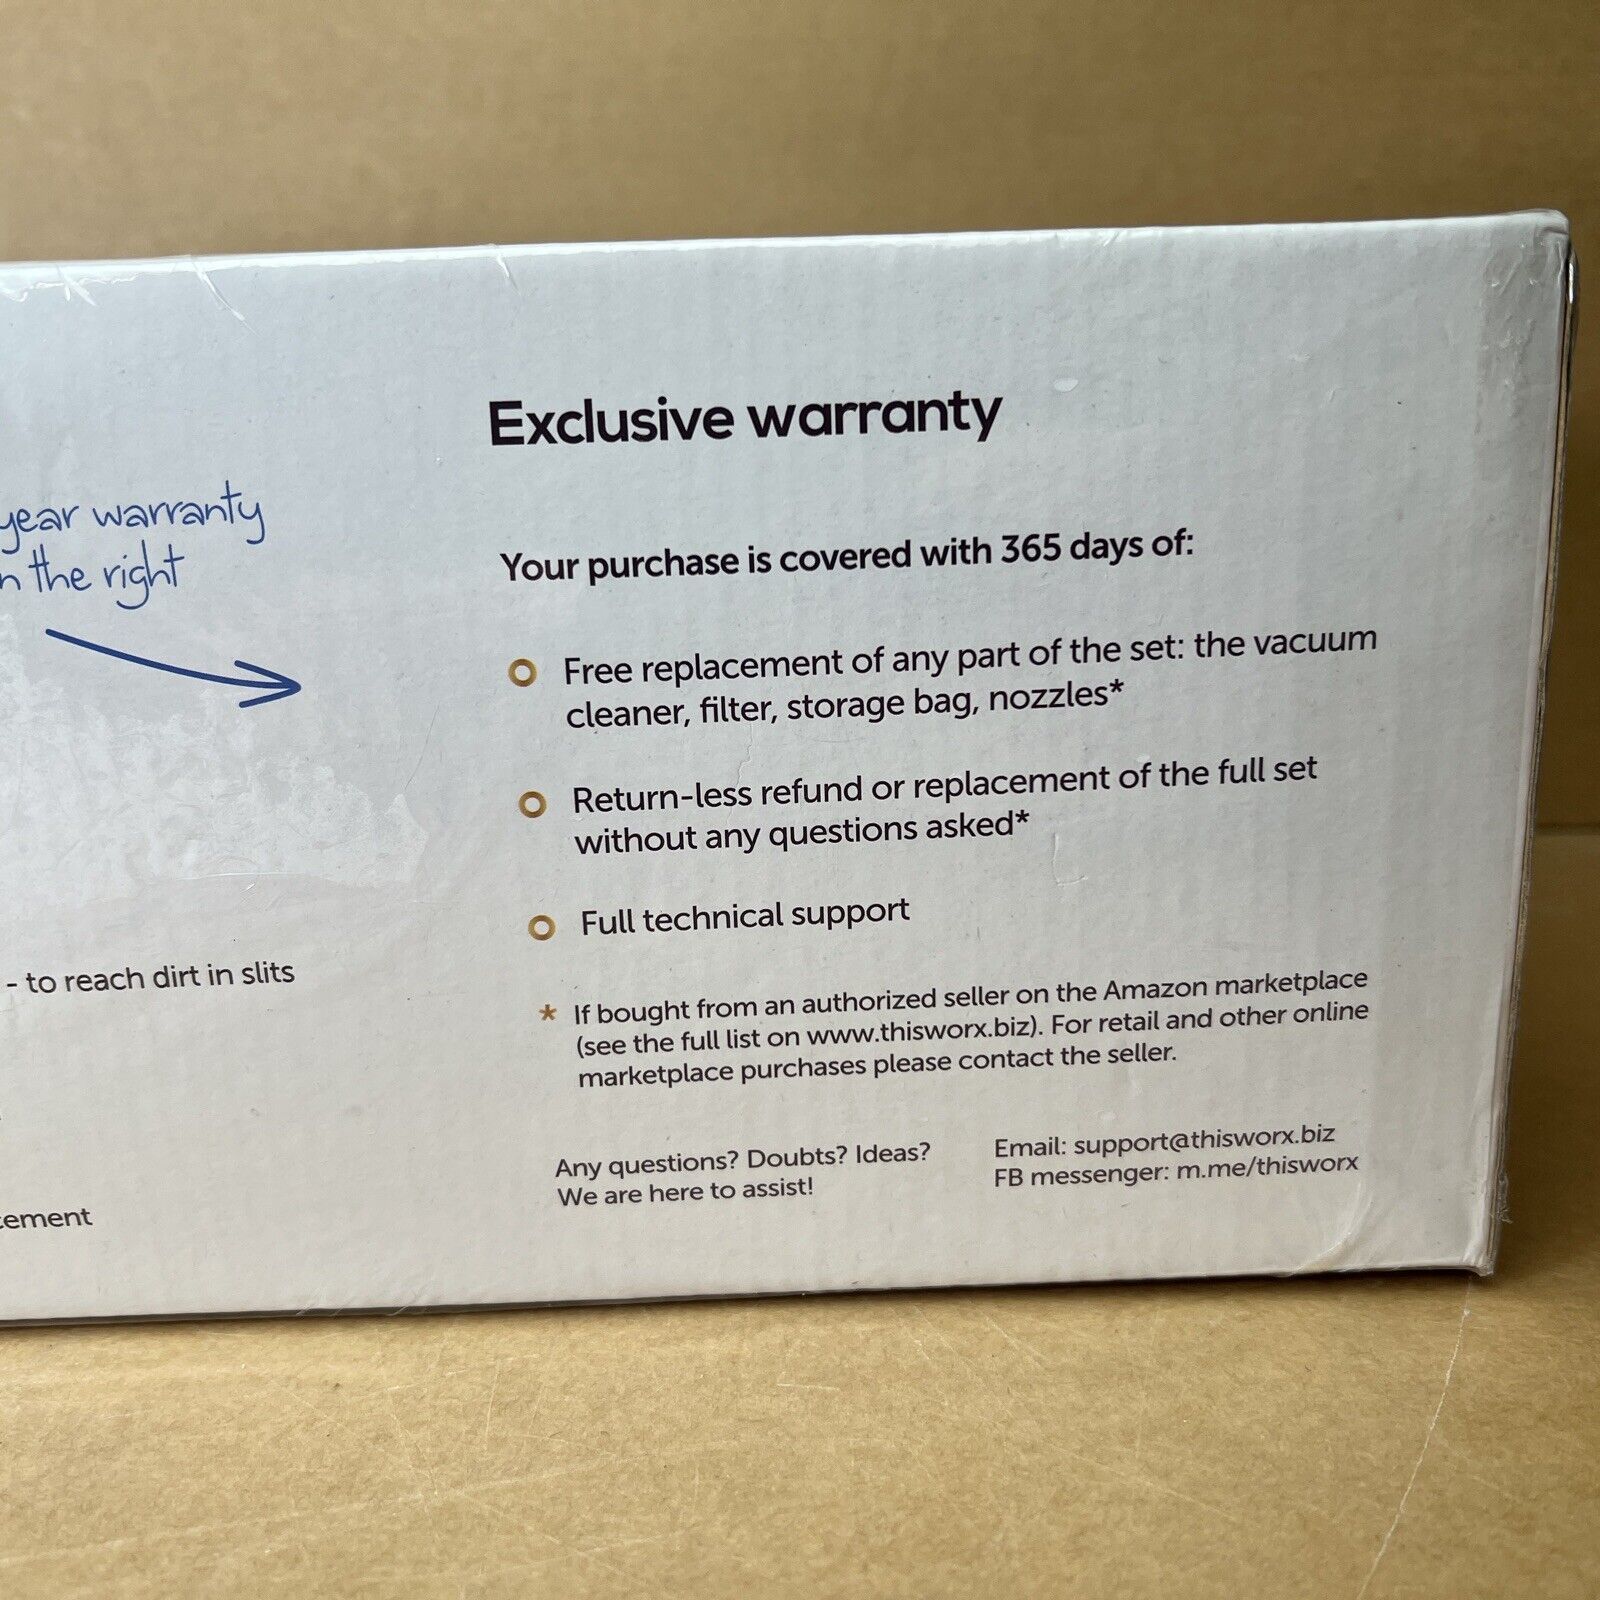 Exclusive warranty
year warranty
n the right
Your purchase is covered with 365 days of:
Free replacement of any part of the set: the vacuum
cleaner, filter, storage bag, nozzles*
Return-less refund or replacement of the full set
without any questions asked*
Full technical support
- to reach dirt in slits
* If bought from an authorized seller on the Amazon marketplace
(see the full list on www.thisworx.biz). For retail and other online
marketplace purchases please contact the seller.
Any questions? Doubts? Ideas?
We are here to assist!
Email: support@thisworx.biz
FB messenger: m.me/thisworx
cement